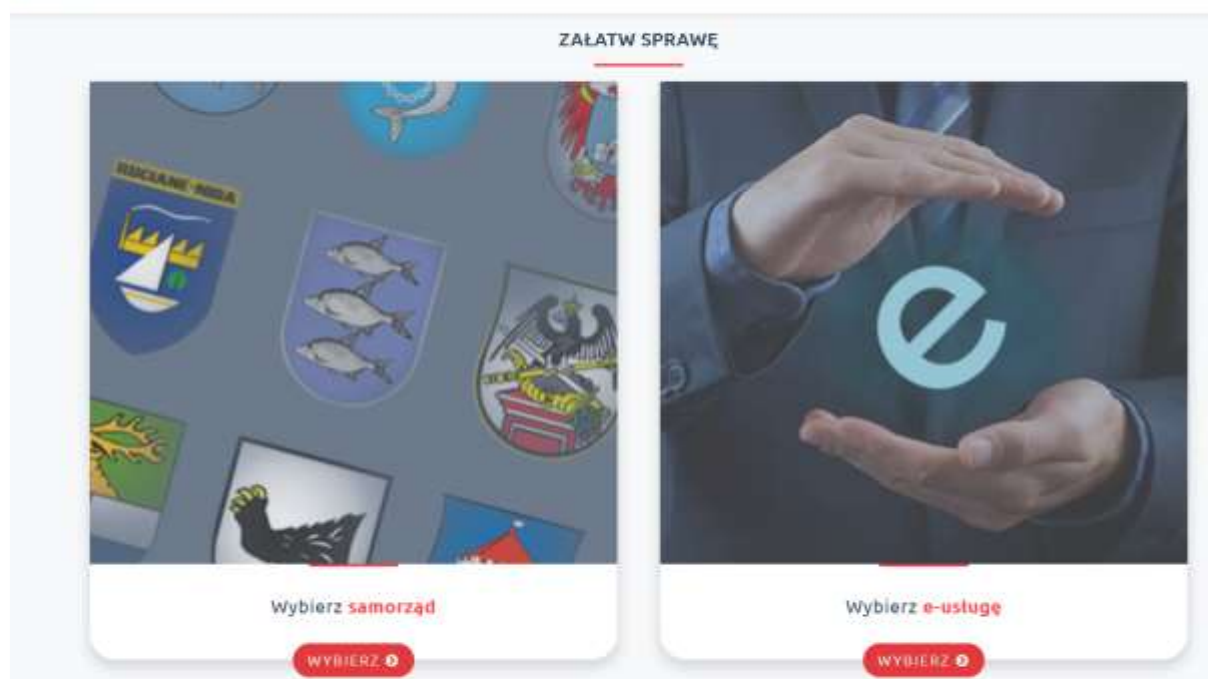 ZAŁATW SPRAWĘ
RUCIANE-NIDA
e
Wybierz samorząd
Wybierz e-usługę
WYBIERZ
WYBIERZ